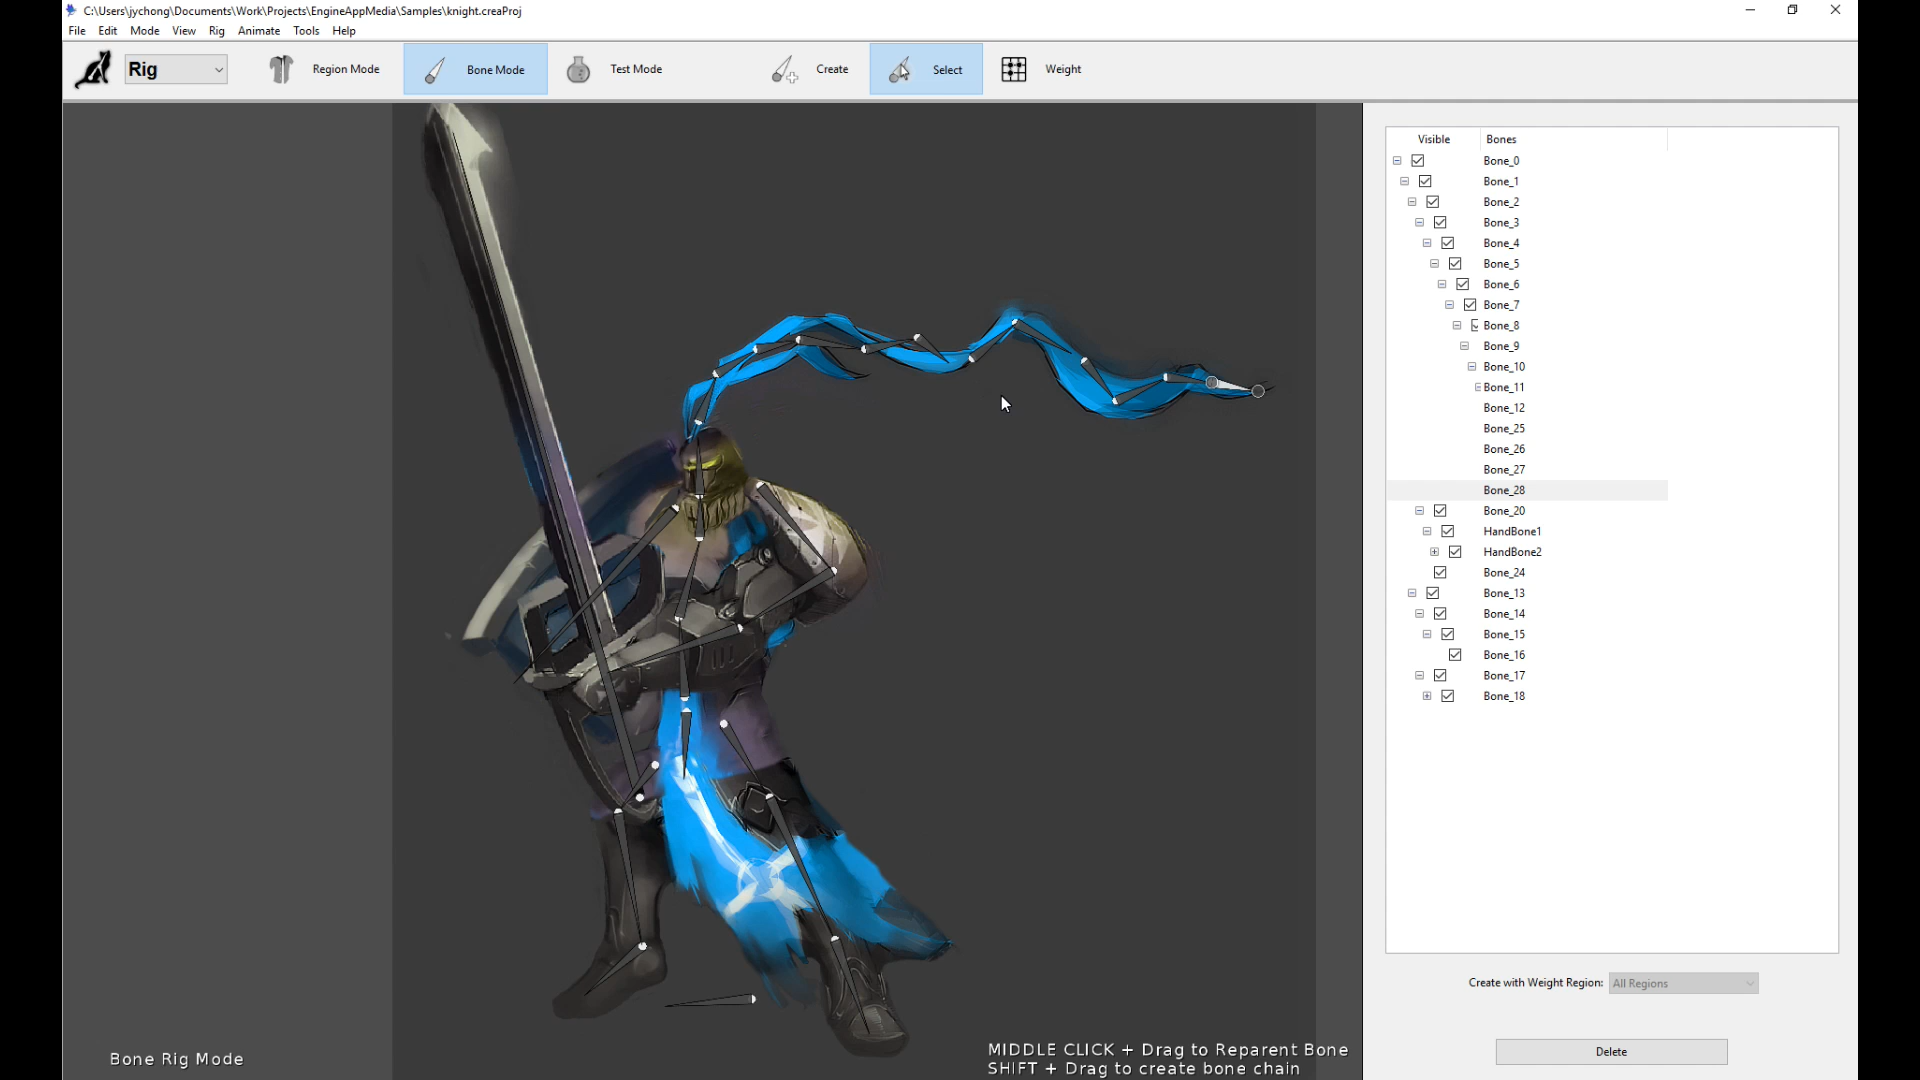 C:\Users\jychong\Documents\Work\Projects\EngineAppMedia\Samples\knight.creaProj
File Edit Mode View Rig Animate Tools Help
Rig Region Mode Bone Mode Test Mode Create Select Weight
Visible Bones
Bone_0
Bone_1
Bone_2
Bone_3
Bone_4
Bone_5
Bone_6
Bone_7
Bone_8
Bone_9
Bone_10
Bone_11
Bone_12
Bone_25
Bone_26
Bone_27
Bone_28
Bone_20
HandBone1
HandBone2
Bone_24
Bone_13
Bone_14
Bone_15
Bone_16
Bone_17
Bone_18
Create with Weight Region: All Regions
Delete
Bone Rig Mode
MIDDLE CLICK + Drag to Reparent Bone
SHIFT + Drag to create bone chain